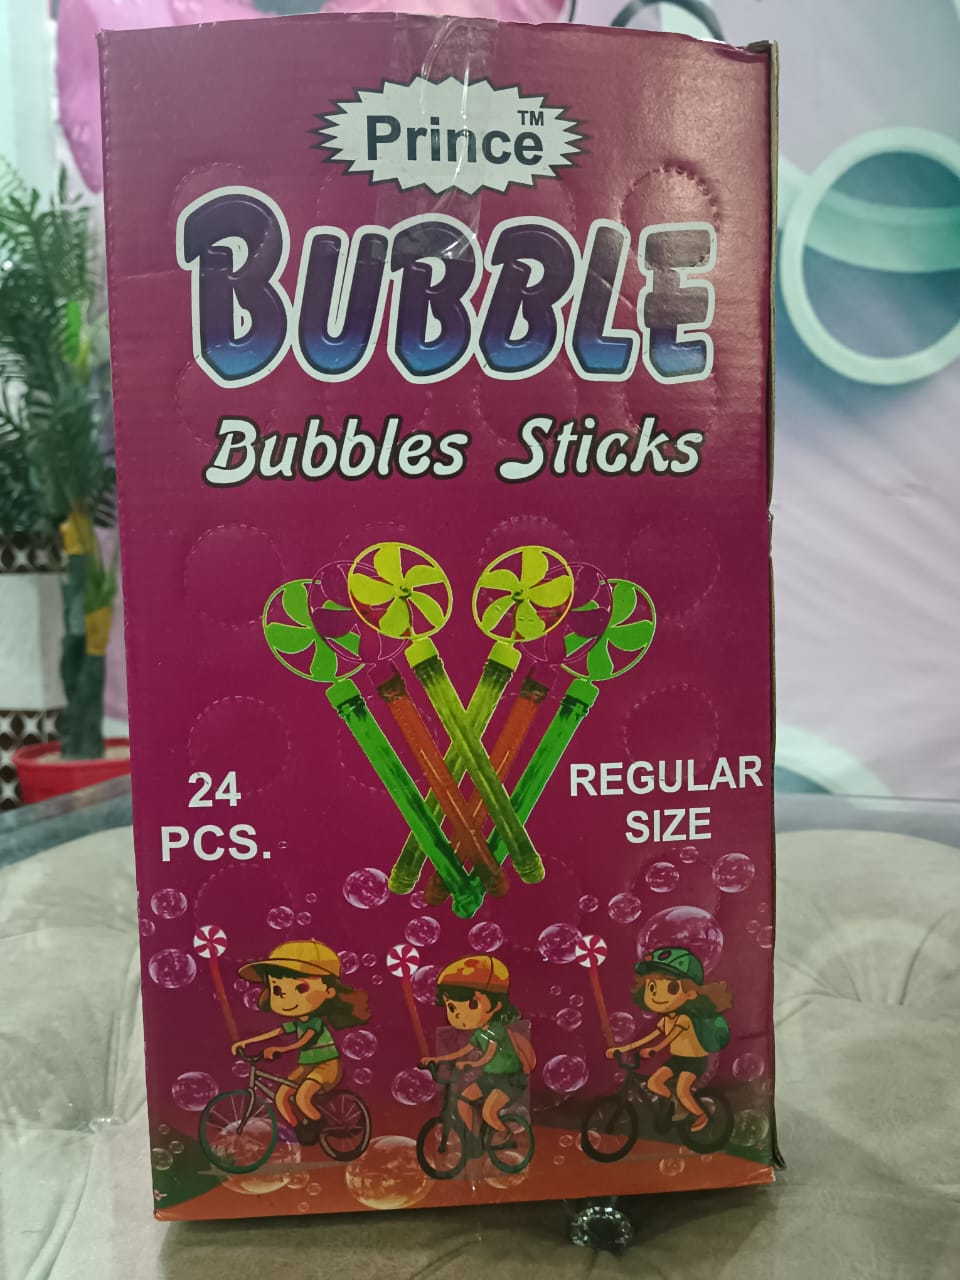 Prince™
BUBBLE
Bubbles Sticks
24
PCS.
REGULAR
SIZE